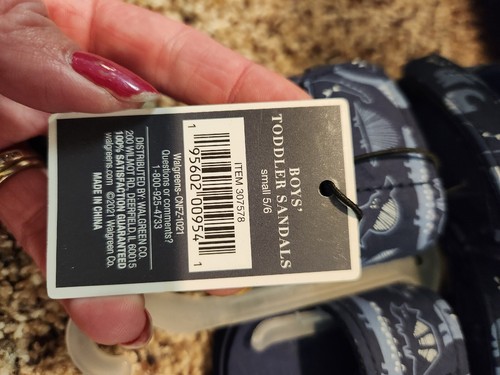 BOYS'
TODDLER SANDALS
small 5/6
ITEM 307578
1 95602 00954 1
Walgreens-CNFZ-1021
Questions or comments?
1-800-925-4733
DISTRIBUTED BY: WALGREEN CO.
200 WILMOT RD., DEERFIELD, IL 60015
100% SATISFACTION GUARANTEED
walgreens.com ©2021 Walgreen Co.
MADE IN CHINA